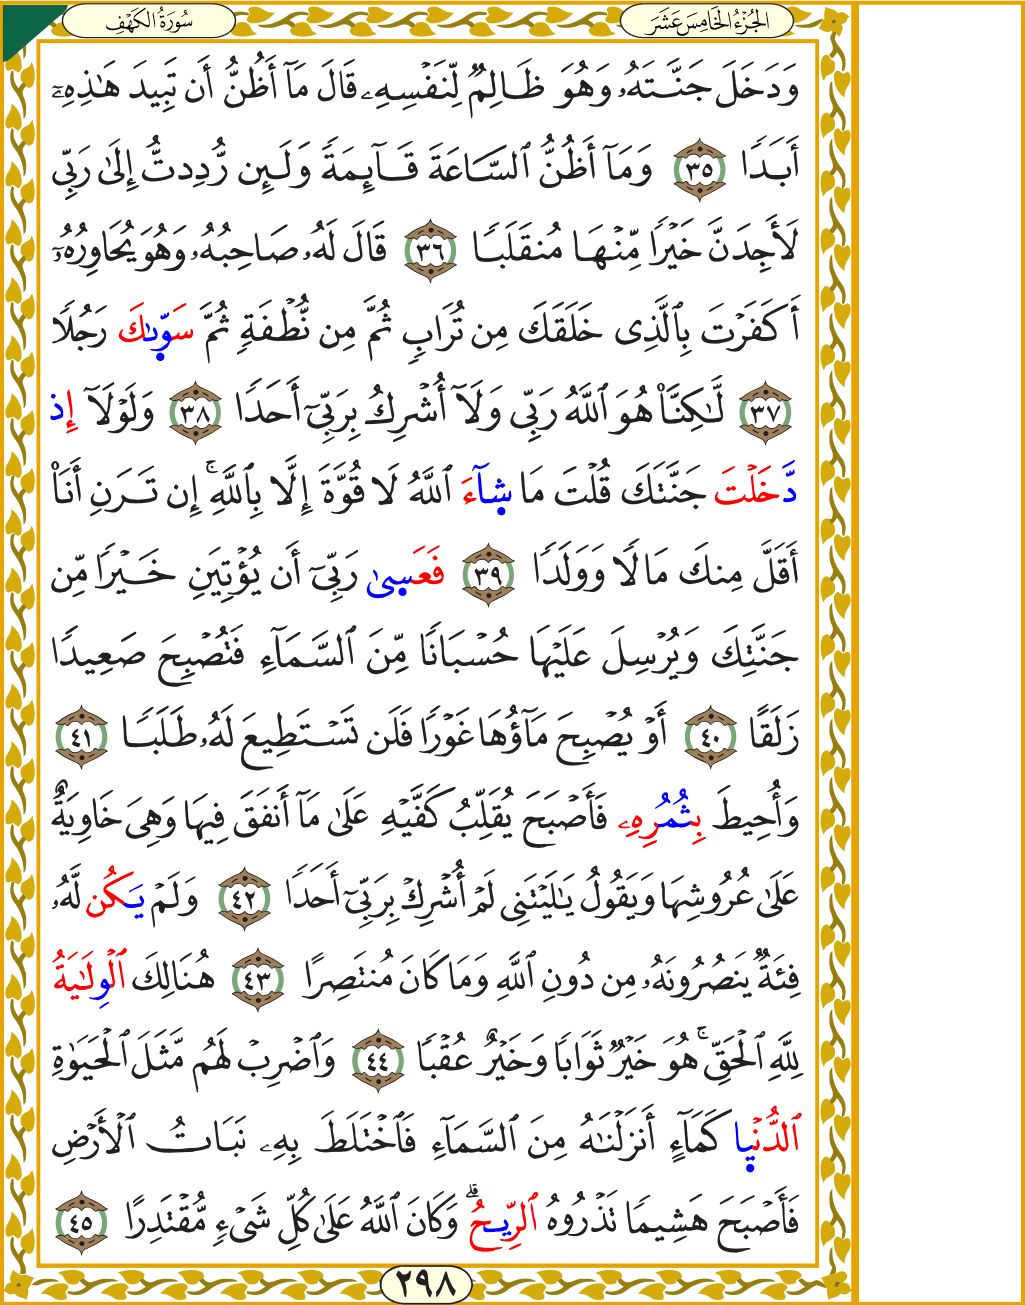 سُورَةُ الكَهْفِ
الجُزْءُ الخَامِسَ عَشَرَ
وَدَخَلَ جَنَّتَهُۥ وَهُوَ ظَالِمٌ لِّنَفْسِهِۦ قَالَ مَآ أَظُنُّ أَن تَبِيدَ هَٰذِهِۦٓ
أَبَدًا ٣٥ وَمَآ أَظُنُّ ٱلسَّاعَةَ قَآئِمَةً وَلَئِن رُّدِدتُّ إِلَىٰ رَبِّى
لَأَجِدَنَّ خَيْرًا مِّنْهَا مُنقَلَبًا ٣٦ قَالَ لَهُۥ صَاحِبُهُۥ وَهُوَ يُحَاوِرُهُۥٓ
أَكَفَرْتَ بِٱلَّذِى خَلَقَكَ مِن تُرَابٍ ثُمَّ مِن نُّطْفَةٍ ثُمَّ سَوّىٰكَ رَجُلًا
٣٧ لَّٰكِنَّا۠ هُوَ ٱللَّهُ رَبِّى وَلَآ أُشْرِكُ بِرَبِّىٓ أَحَدًا ٣٨ وَلَوْلَآ إِذ
دَّخَلْتَ جَنَّتَكَ قُلْتَ مَا شَآءَ ٱللَّهُ لَا قُوَّةَ إِلَّا بِٱللَّهِ ۚ إِن تَرَنِ أَنَا۠
أَقَلَّ مِنكَ مَالًا وَوَلَدًا ٣٩ فَعَسىٰ رَبِّىٓ أَن يُؤْتِيَنِ خَيْرًا مِّن
جَنَّتِكَ وَيُرْسِلَ عَلَيْهَا حُسْبَانًا مِّنَ ٱلسَّمَآءِ فَتُصْبِحَ صَعِيدًا
زَلَقًا ٤٠ أَوْ يُصْبِحَ مَآؤُهَا غَوْرًا فَلَن تَسْتَطِيعَ لَهُۥ طَلَبًا ٤١
وَأُحِيطَ بِثُمُرِهِۦ فَأَصْبَحَ يُقَلِّبُ كَفَّيْهِ عَلَىٰ مَآ أَنفَقَ فِيهَا وَهِىَ خَاوِيَةٌ
عَلَىٰ عُرُوشِهَا وَيَقُولُ يَٰلَيْتَنِى لَمْ أُشْرِكْ بِرَبِّىٓ أَحَدًا ٤٢ وَلَمْ يَكُن لَّهُۥ
فِئَةٌ يَنصُرُونَهُۥ مِن دُونِ ٱللَّهِ وَمَا كَانَ مُنتَصِرًا ٤٣ هُنَالِكَ ٱلْوِلَٰيَةُ
لِلَّهِ ٱلْحَقِّ ۚ هُوَ خَيْرٌ ثَوَابًا وَخَيْرٌ عُقْبًا ٤٤ وَٱضْرِبْ لَهُم مَّثَلَ ٱلْحَيَوٰةِ
ٱلدُّنْيا كَمَآءٍ أَنزَلْنَٰهُ مِنَ ٱلسَّمَآءِ فَٱخْتَلَطَ بِهِۦ نَبَاتُ ٱلْأَرْضِ
فَأَصْبَحَ هَشِيمًا تَذْرُوهُ ٱلرِّيحُ ۗ وَكَانَ ٱللَّهُ عَلَىٰ كُلِّ شَىْءٍ مُّقْتَدِرًا ٤٥
٢٩٨